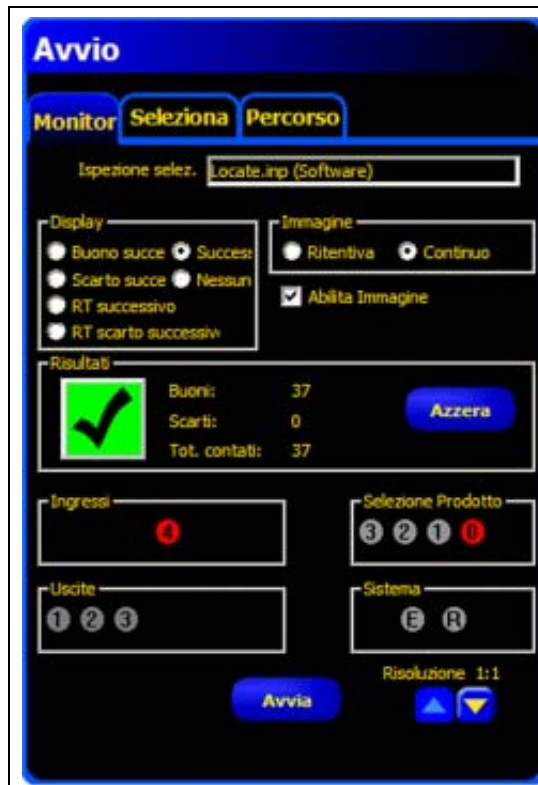 Avvio
Monitor Seleziona Percorso
Ispezione selez. Locate.inp (Software)
Display
Immagine
Buono succe Success
Ritentiva Continuo
Scarto succe Nessun
Abilita Immagine
RT successivo
RT scarto successiv
Risultati
Buoni: 37
Scarti: 0
Tot. contati: 37
Azzera
Ingressi
4
Selezione Prodotto
3 2 1 0
Uscite
1 2 3
Sistema
E R
Risoluzione 1:1
Avvia